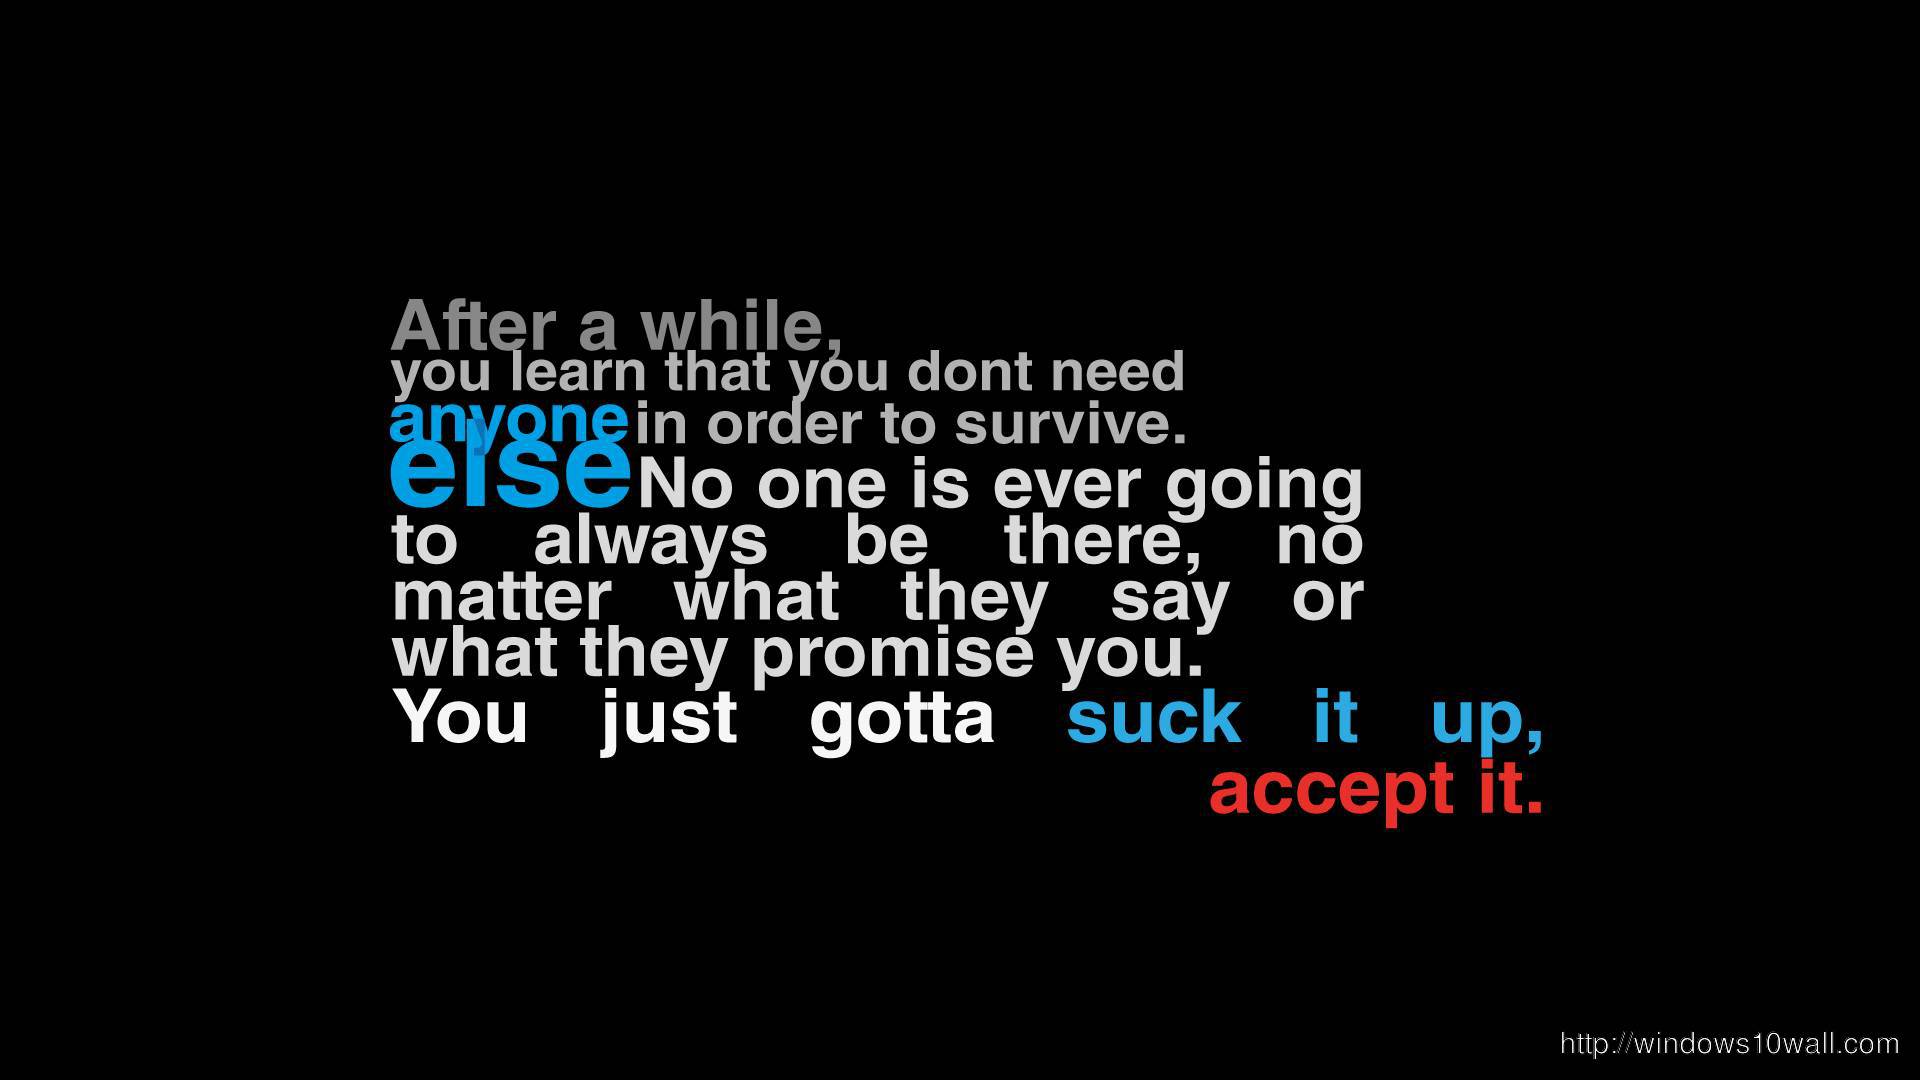 After a while,
you learn that you dont need
anyone in order to survive.
else No one is ever going
to always be there, no
matter what they say or
what they promise you.
You just gotta suck it up,
accept it.
http://windows10wall.com